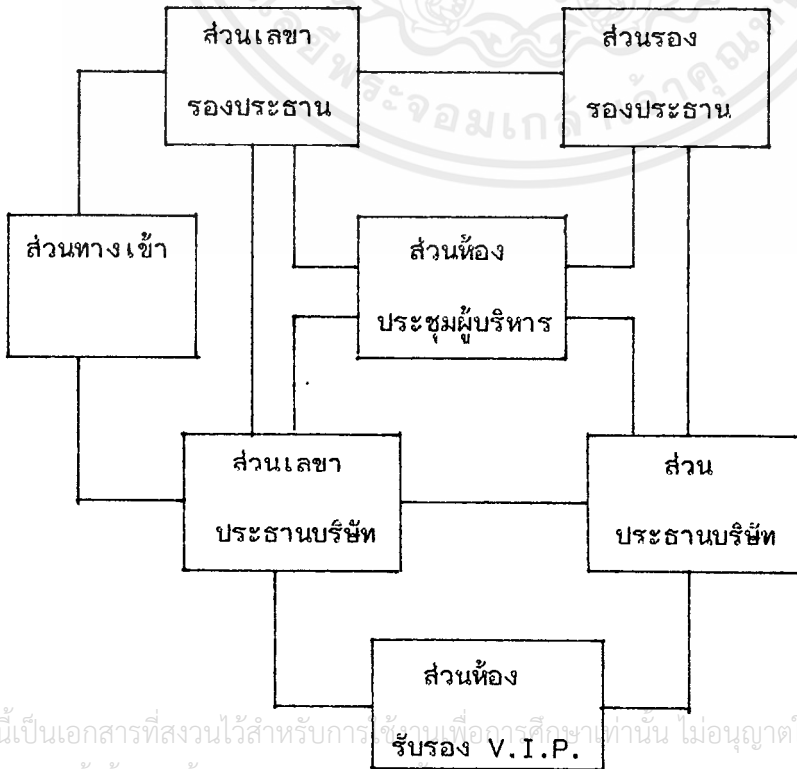 ส่วนเลขา
รองประธาน
ส่วนรอง
รองประธาน
ส่วนทางเข้า
ส่วนห้อง
ประชุมผู้บริหาร
ส่วนเลขา
ประธานบริษัท
ส่วน
ประธานบริษัท
ส่วนห้อง
รับรอง V.I.P.
นี้เป็นเอกสารที่สงวนไว้สำหรับการใช้งานเพื่อการศึกษาเท่านั้น ไม่อนุญาต